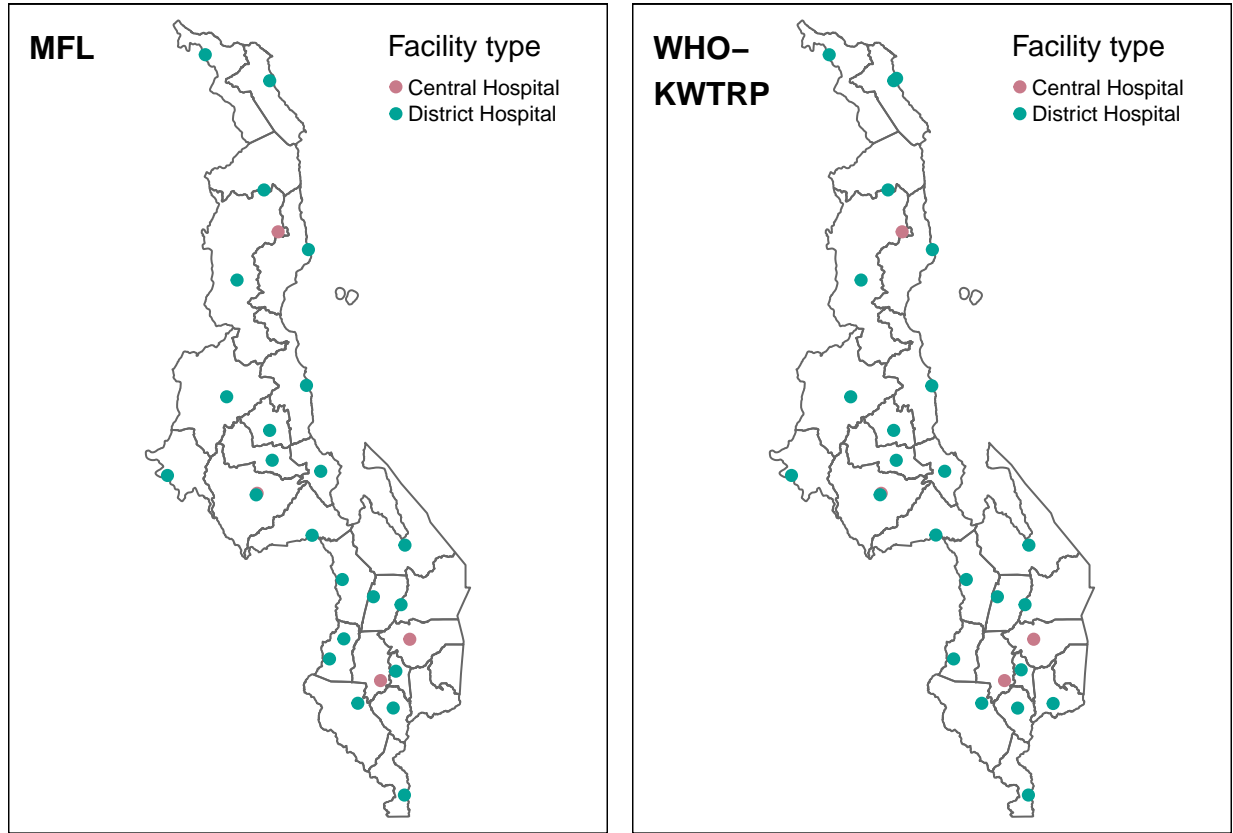 MFL
Facility type
Central Hospital
District Hospital
WHO–
KWTRP
Facility type
Central Hospital
District Hospital